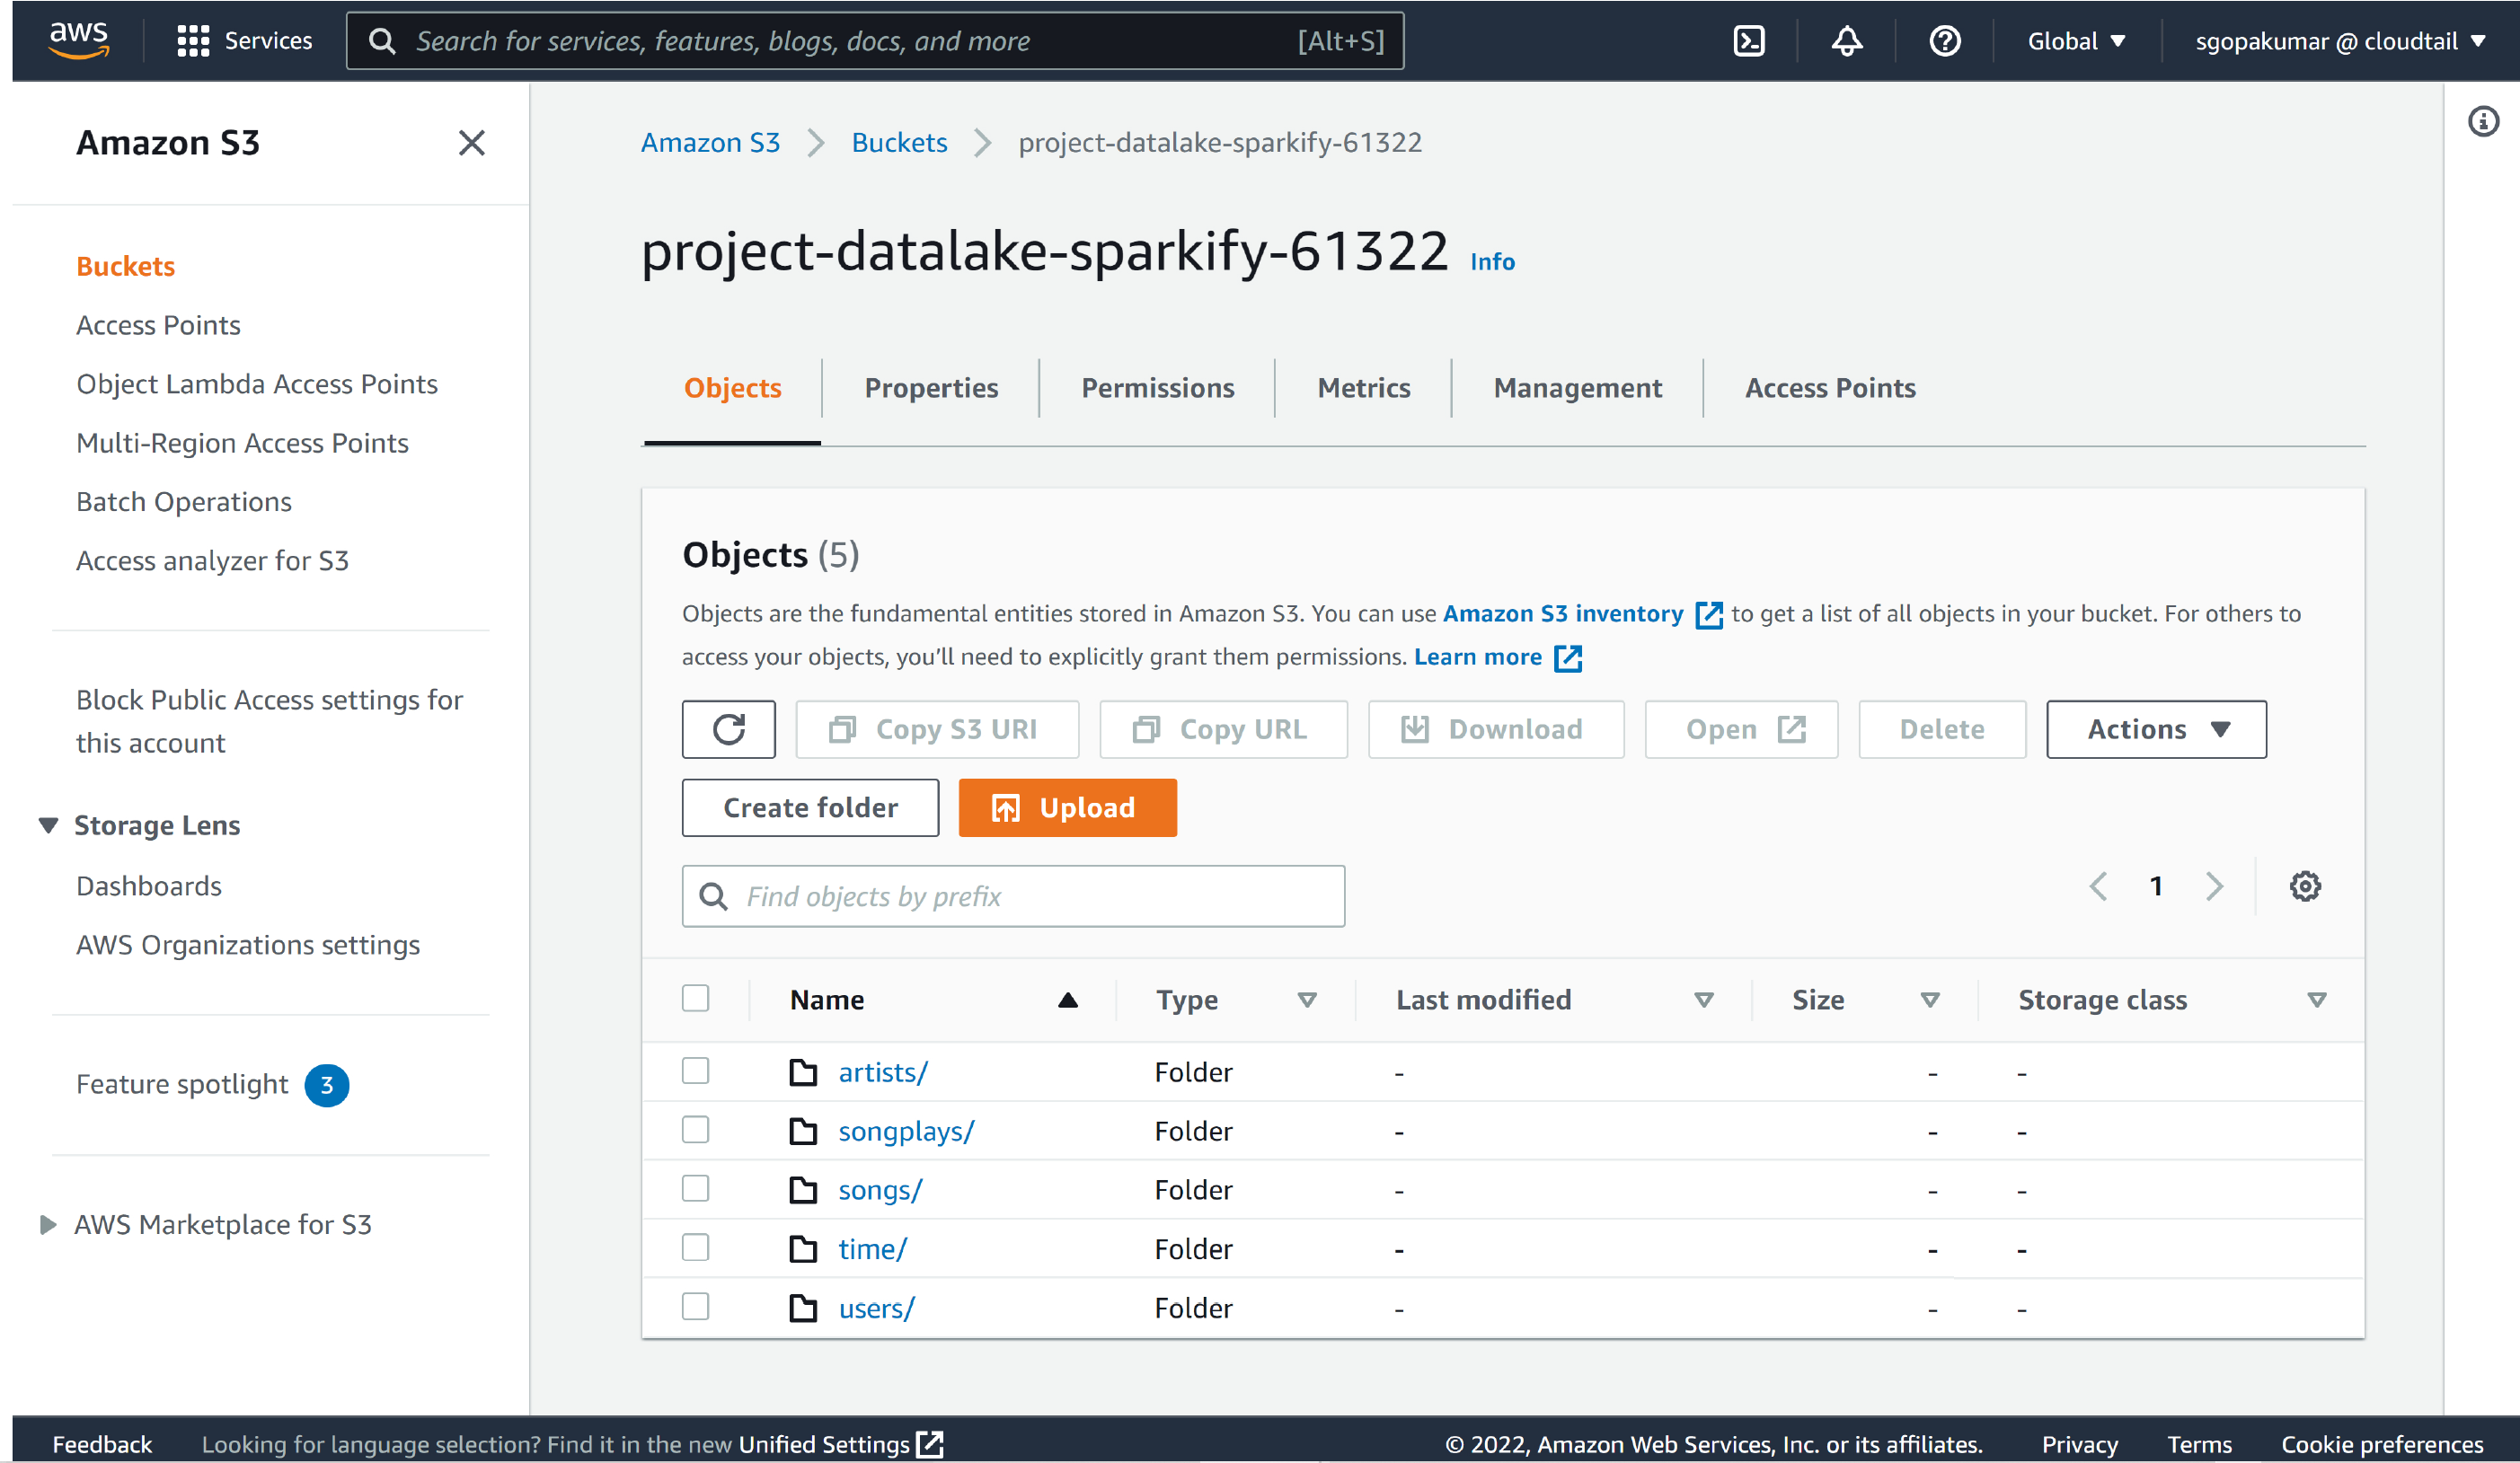 aws Services Search for services, features, blogs, docs, and more [Alt+S] Global sgopakumar @ cloudtail
Amazon S3
Buckets
Access Points
Object Lambda Access Points
Multi-Region Access Points
Batch Operations
Access analyzer for S3
Block Public Access settings for
this account
Storage Lens
Dashboards
AWS Organizations settings
Feature spotlight 3
AWS Marketplace for S3
Amazon S3 Buckets project-datalake-sparkify-61322
project-datalake-sparkify-61322 Info
Objects Properties Permissions Metrics Management Access Points
Objects (5)
Objects are the fundamental entities stored in Amazon S3. You can use Amazon S3 inventory to get a list of all objects in your bucket. For others to
access your objects, you’ll need to explicitly grant them permissions. Learn more
Copy S3 URI Copy URL Download Open Delete Actions
Create folder Upload
Find objects by prefix 1
Name Type Last modified Size Storage class
artists/ Folder - - -
songplays/ Folder - - -
songs/ Folder - - -
time/ Folder - - -
users/ Folder - - -
Feedback Looking for language selection? Find it in the new Unified Settings © 2022, Amazon Web Services, Inc. or its affiliates. Privacy Terms Cookie preferences